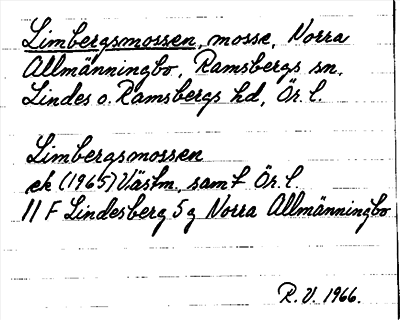 Limbergsmossen, mosse, Norra
Allmänningbo, Ramsbergs sn,
Lindes o. Ramsbergs hd, Ör. l.
Limbergsmossen
ek (1965) Västm., samt Ör. l.
11 F Lindesberg 5 g Norra Allmänningbo
R. V. 1966.